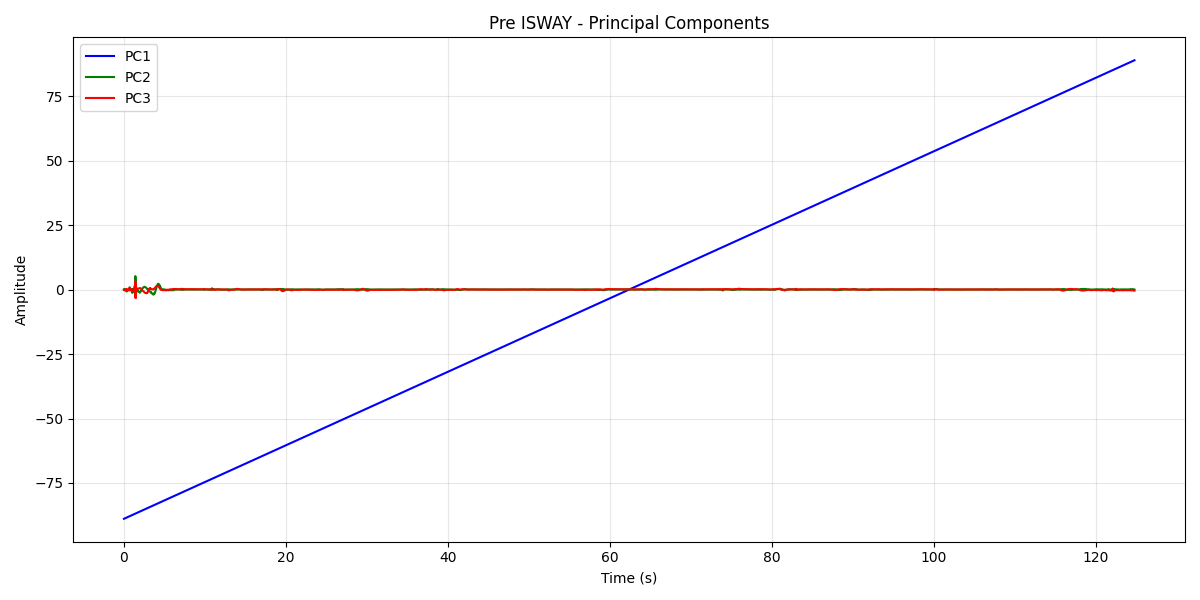 Pre ISWAY - Principal Components
PC1
PC2
PC3
Amplitude
75
50
25
0
−25
−50
−75
0 20 40 60 80 100 120
Time (s)